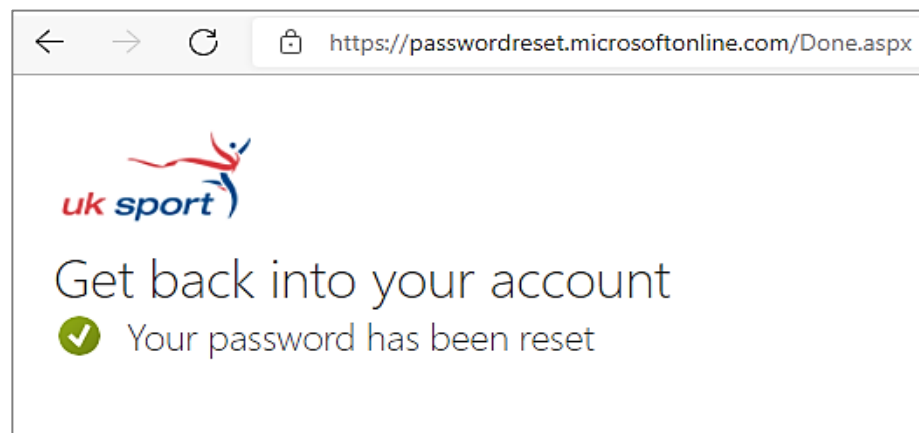 https://passwordreset.microsoftonline.com/Done.aspx
uk sport
Get back into your account
Your password has been reset